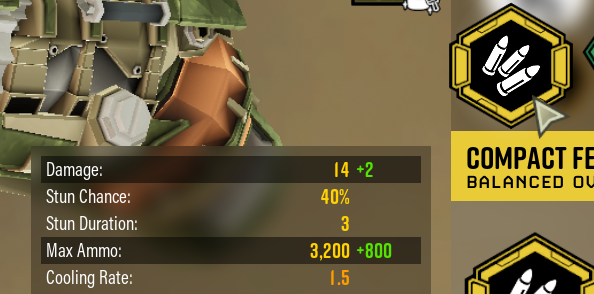 Damage: 14 +2
Stun Chance: 40%
Stun Duration: 3
Max Ammo: 3,200 +800
Cooling Rate: 1.5
COMPACT FE
BALANCED OV